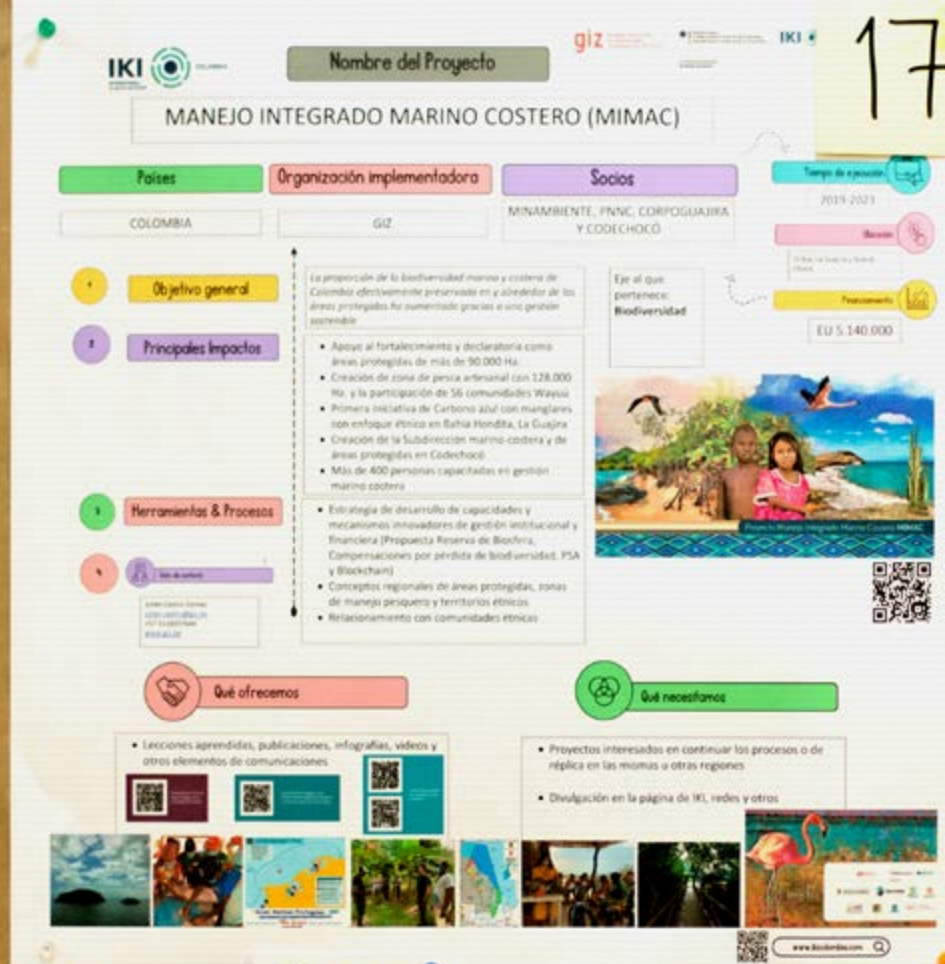 IKI
giz
IKI
17
Nombre del Proyecto
MANEJO INTEGRADO MARINO COSTERO (MIMAC)
Países
Organización implementadora
Socios
Tiempo de ejecución
COLOMBIA
GIZ
MINAMBIENTE, PNNC, CORPOGUAJIRA
Y CODECHOCÓ
2019-2023
Ubicación
1
Objetivo general
La proporción de la biodiversidad marina y costera de
Colombia efectivamente preservada en y alrededor de las
áreas protegidas ha aumentado gracias a una gestión
sostenible
Eje al que
pertenece:
Biodiversidad
Financiamiento
EU 5.140.000
2
Principales Impactos
• Apoyo al fortalecimiento y declaratoria como
áreas protegidas de más de 90.000 Ha.
• Creación de zona de pesca artesanal con 128.000
Ha. y la participación de 56 comunidades Wayuú
• Primera iniciativa de Carbono azul con manglares
con enfoque étnico en Bahía Hondita, La Guajira
• Creación de la Subdirección marino-costera y de
áreas protegidas en Codechocó
• Más de 400 personas capacitadas en gestión
marino costera
Proyecto Manejo Integrado Marino Costero MIMAC
3
Herramientas & Procesos
• Estrategia de desarrollo de capacidades y
mecanismos innovadores de gestión institucional y
financiera (Propuesta Reserva de Biosfera,
Compensaciones por pérdida de biodiversidad, PSA
y Blockchain)
• Conceptos regionales de áreas protegidas, zonas
de manejo pesquero y territorios étnicos
• Relacionamiento con comunidades étnicas
4
Qué ofrecemos
Qué necesitamos
• Lecciones aprendidas, publicaciones, infografías, videos y
otros elementos de comunicaciones
• Proyectos interesados en continuar los procesos o de
réplica en las mismas u otras regiones
• Divulgación en la página de IKI, redes y otros